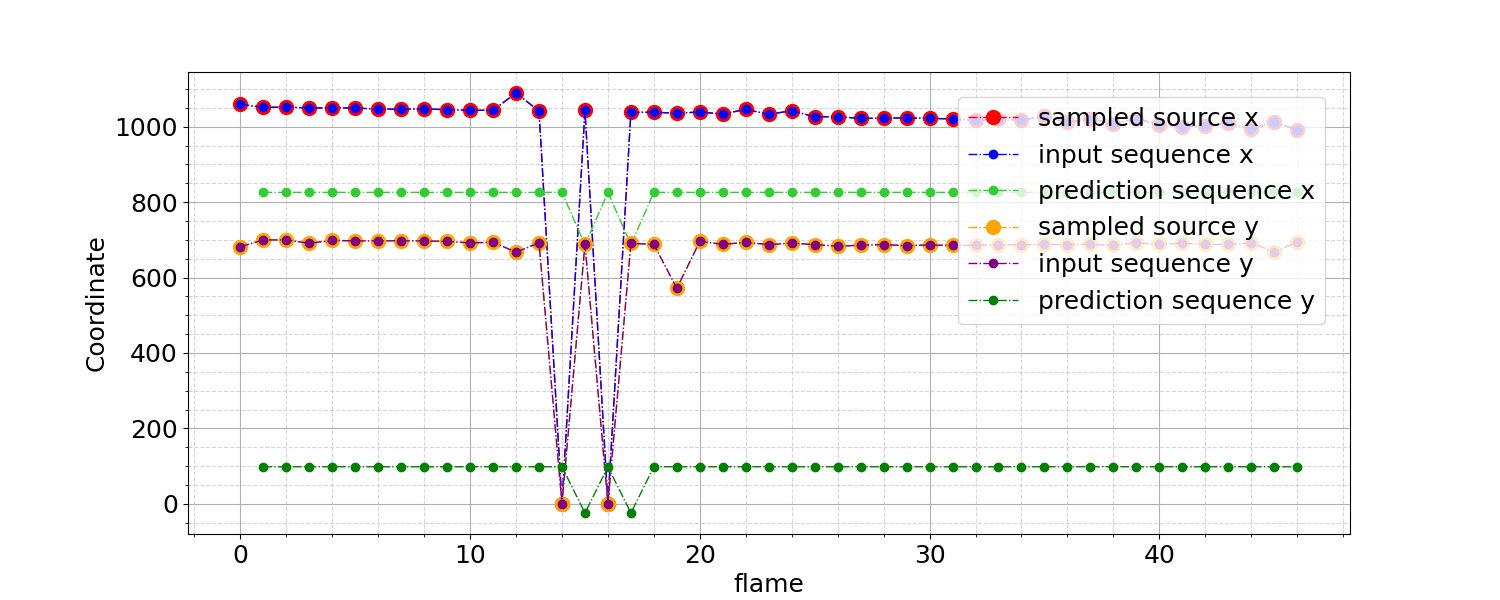 1000
800
600
400
200
0
Coordinate
sampled source x
input sequence x
prediction sequence x
sampled source y
input sequence y
prediction sequence y
0 10 20 30 40
flame